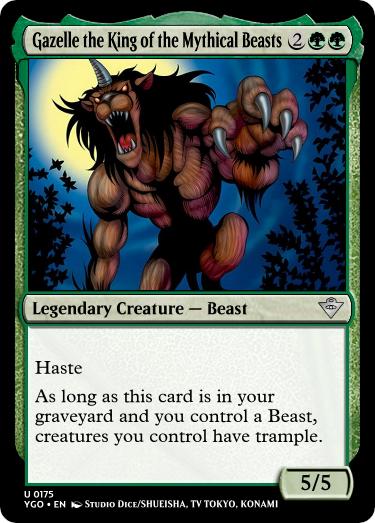 Gazelle the King of the Mythical Beasts 2
Legendary Creature — Beast
Haste
As long as this card is in your
graveyard and you control a Beast,
creatures you control have trample.
5/5
U 0175
YGO • EN Studio Dice/SHUEISHA, TV TOKYO, KONAMI